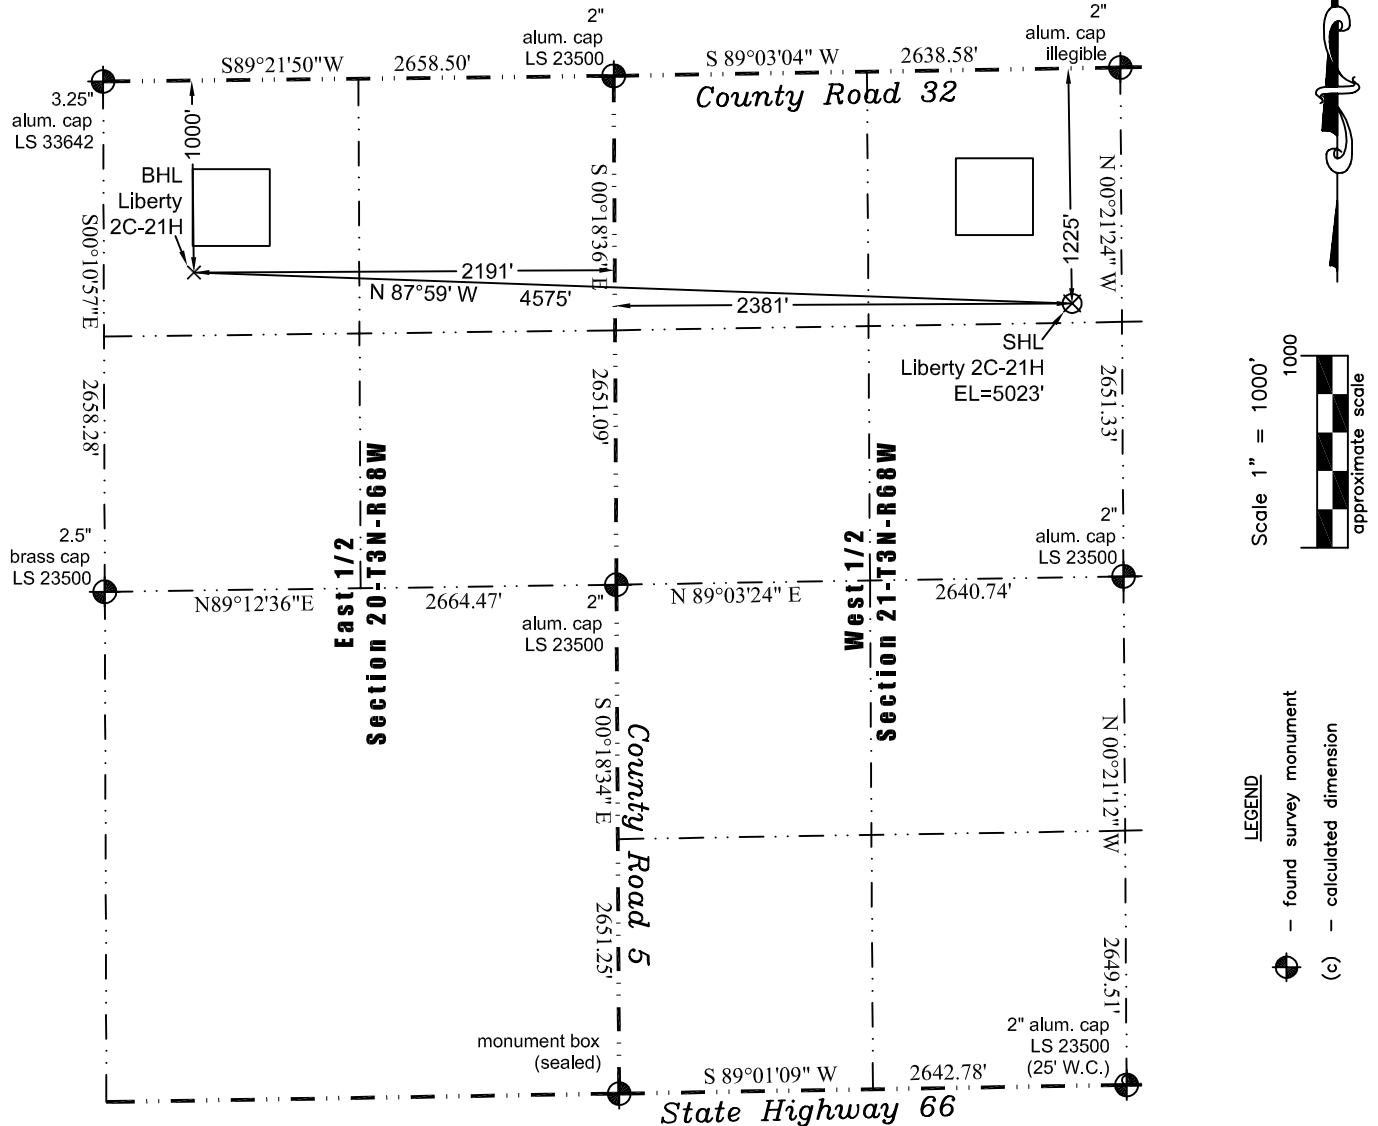 2"
alum. cap
LS 23500
2"
alum. cap
illegible
S89°21'50"W
2658.50'
S 89°03'04" W
2638.58'
County Road 32
3.25"
alum. cap
LS 33642
1000'
BHL
Liberty
2C-21H
S00°10'57"E
S 00°18'36" E
1225'
N 00°21'24" W
2191'
N 87°59' W
4575'
2381'
SHL
Liberty 2C-21H
EL=5023'
2658.28'
2651.09'
2651.33'
Scale 1" = 1000'
1000
approximate scale
2.5"
brass cap
LS 23500
East 1/2
Section 20-T3N-R68W
West 1/2
Section 21-T3N-R68W
2"
alum. cap
LS 23500
N89°12'36"E
2664.47'
2"
alum. cap
LS 23500
N 89°03'24" E
2640.74'
S 00°18'34" E
County Road 5
N 00°21'12" W
2651.25'
2649.51'
LEGEND
– found survey monument
(c) – calculated dimension
monument box
(sealed)
2" alum. cap
LS 23500
(25' W.C.)
S 89°01'09" W
2642.78'
State Highway 66